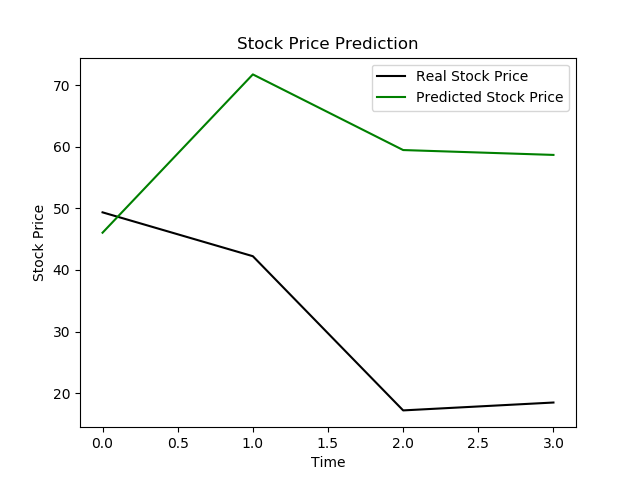 Stock Price Prediction
Real Stock Price
Predicted Stock Price
Stock Price
70
60
50
40
30
20
0.0 0.5 1.0 1.5 2.0 2.5 3.0
Time